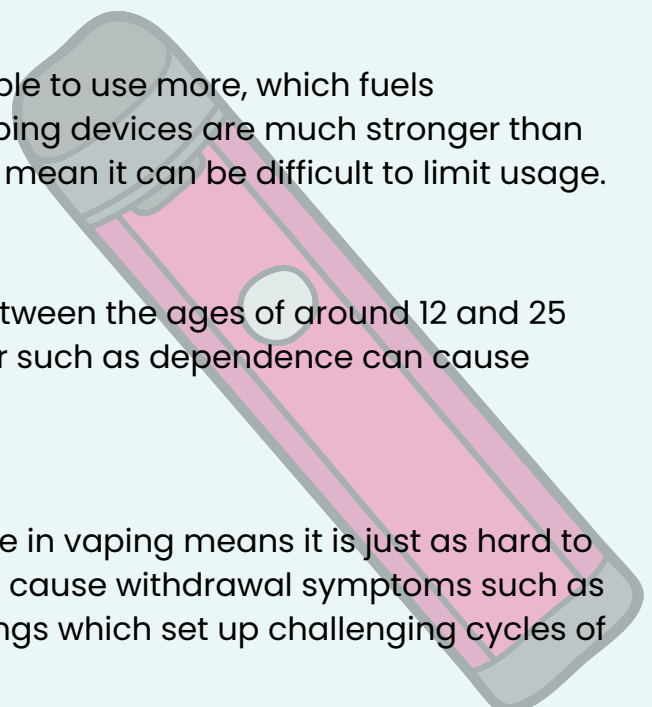 to use more, which fuels
devices are much stronger than
mean it can be difficult to limit usage.
the ages of around 12 and 25
such as dependence can cause
in vaping means it is just as hard to
cause withdrawal symptoms such as
which set up challenging cycles of